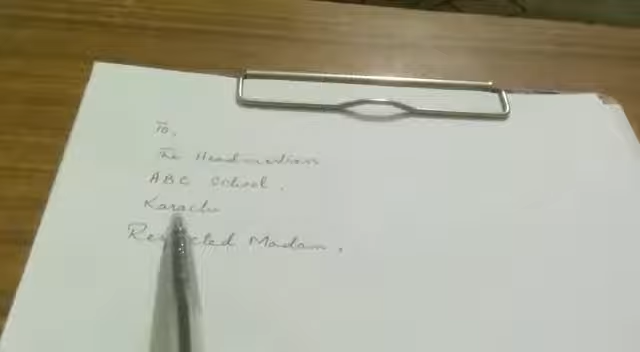 To,
The Headmistress
ABC School.
Karachi
Respected Madam,